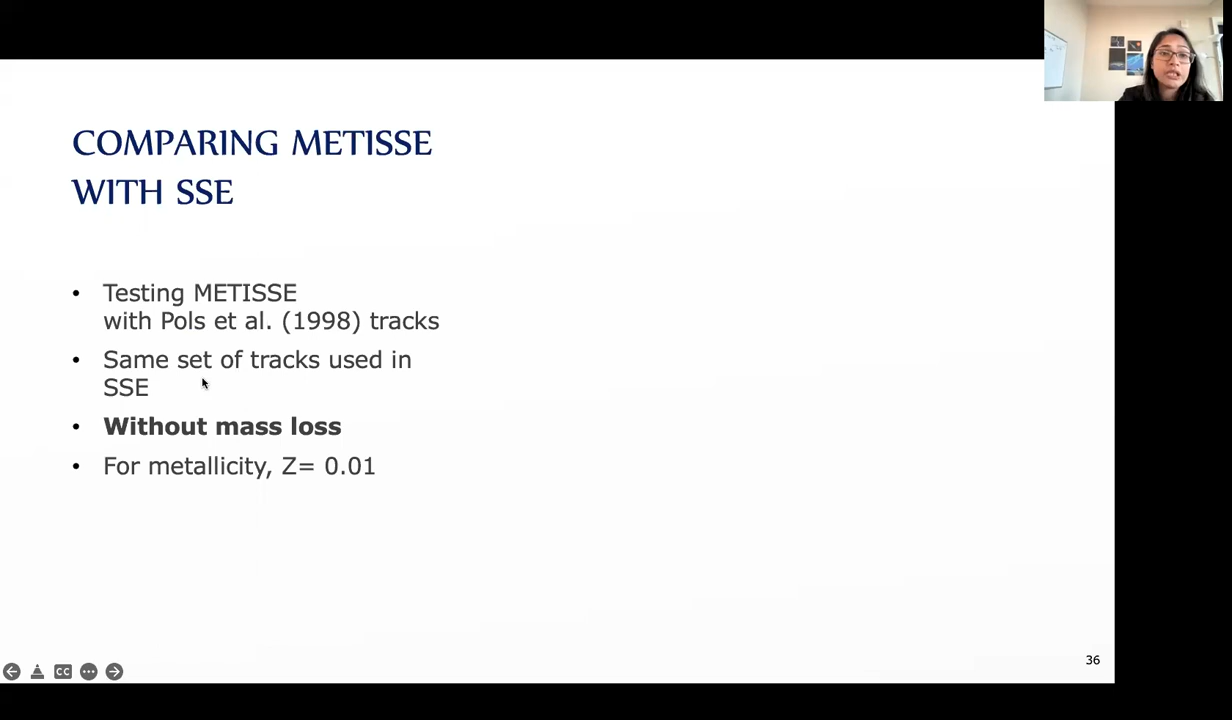 COMPARING METISSE
WITH SSE
• Testing METISSE
with Pols et al. (1998) tracks
• Same set of tracks used in
SSE
• Without mass loss
• For metallicity, Z= 0.01
CC
36